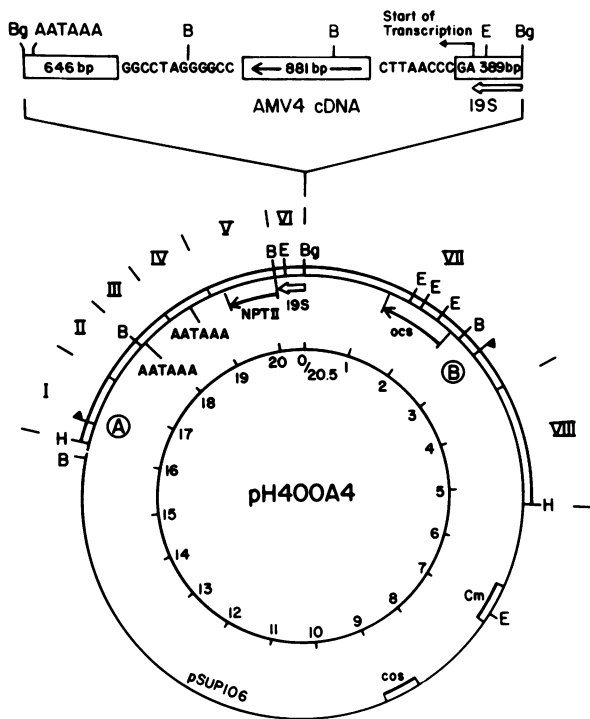 Start of
Transcription
Bg AATAAA B B E Bg
646 bp GGCCTAGGGGCC ← 881 bp CTTAACCC GA 389bp
AMV4 cDNA 19S
I II III IV V VI VII VIII
H B B B E Bg E E E B H
AATAAA AATAAA NPTII 19S ocs
A B
0/20.5 1 2 3 4 5 6 7 8 9 10 11 12 13 14 15 16 17 18 19 20
pH400A4
Cm
E
cos
pSUP106